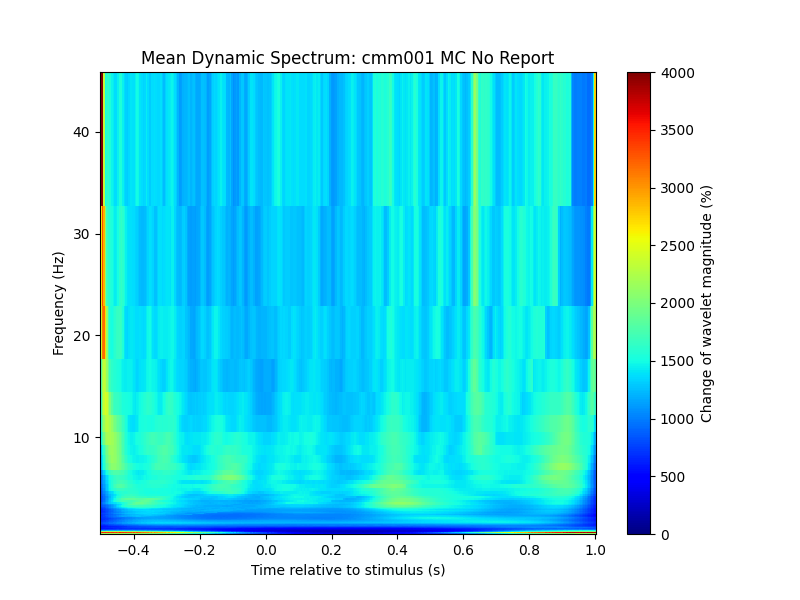 Mean Dynamic Spectrum: cmm001 MC No Report
40
30
20
10
Frequency (Hz)
−0.4 −0.2 0.0 0.2 0.4 0.6 0.8 1.0
Time relative to stimulus (s)
4000
3500
3000
2500
2000
1500
1000
500
0
Change of wavelet magnitude (%)